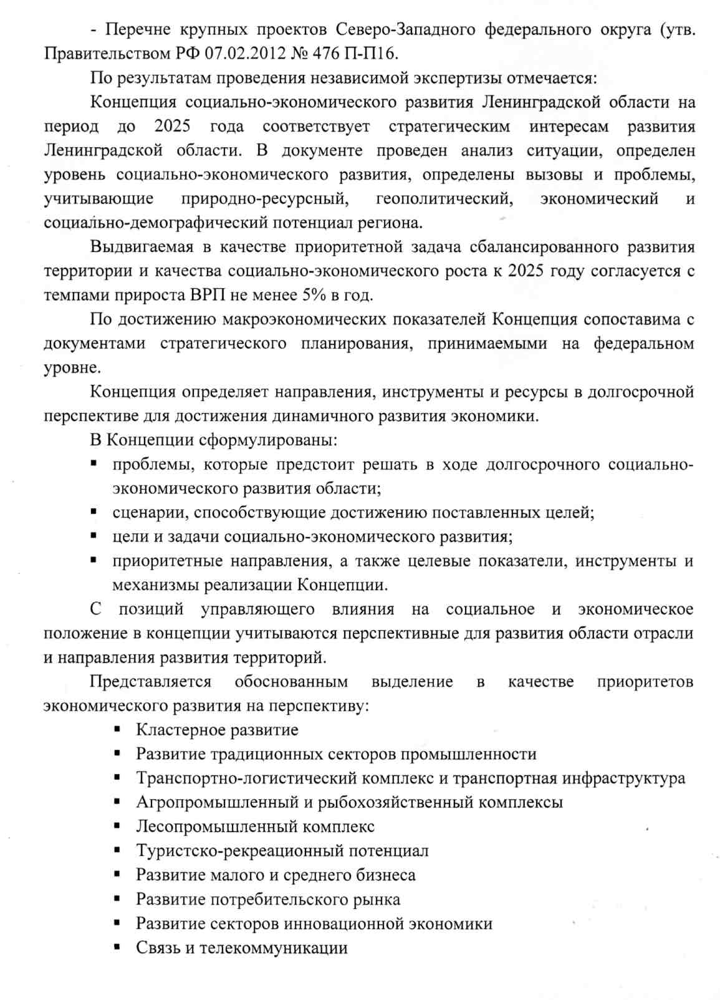 - Перечне крупных проектов Северо-Западного федерального округа (утв.
Правительством РФ 07.02.2012 № 476 П-П16.
По результатам проведения независимой экспертизы отмечается:
Концепция социально-экономического развития Ленинградской области на
период до 2025 года соответствует стратегическим интересам развития
Ленинградской области. В документе проведен анализ ситуации, определен
уровень социально-экономического развития, определены вызовы и проблемы,
учитывающие природно-ресурсный, геополитический, экономический и
социально-демографический потенциал региона.
Выдвигаемая в качестве приоритетной задача сбалансированного развития
территории и качества социально-экономического роста к 2025 году согласуется с
темпами прироста ВРП не менее 5% в год.
По достижению макроэкономических показателей Концепция сопоставима с
документами стратегического планирования, принимаемыми на федеральном
уровне.
Концепция определяет направления, инструменты и ресурсы в долгосрочной
перспективе для достижения динамичного развития экономики.
В Концепции сформулированы:
▪ проблемы, которые предстоит решать в ходе долгосрочного социально-
экономического развития области;
▪ сценарии, способствующие достижению поставленных целей;
▪ цели и задачи социально-экономического развития;
▪ приоритетные направления, а также целевые показатели, инструменты и
механизмы реализации Концепции.
С позиций управляющего влияния на социальное и экономическое
положение в концепции учитываются перспективные для развития области отрасли
и направления развития территорий.
Представляется обоснованным выделение в качестве приоритетов
экономического развития на перспективу:
▪ Кластерное развитие
▪ Развитие традиционных секторов промышленности
▪ Транспортно-логистический комплекс и транспортная инфраструктура
▪ Агропромышленный и рыбохозяйственный комплексы
▪ Лесопромышленный комплекс
▪ Туристско-рекреационный потенциал
▪ Развитие малого и среднего бизнеса
▪ Развитие потребительского рынка
▪ Развитие секторов инновационной экономики
▪ Связь и телекоммуникации